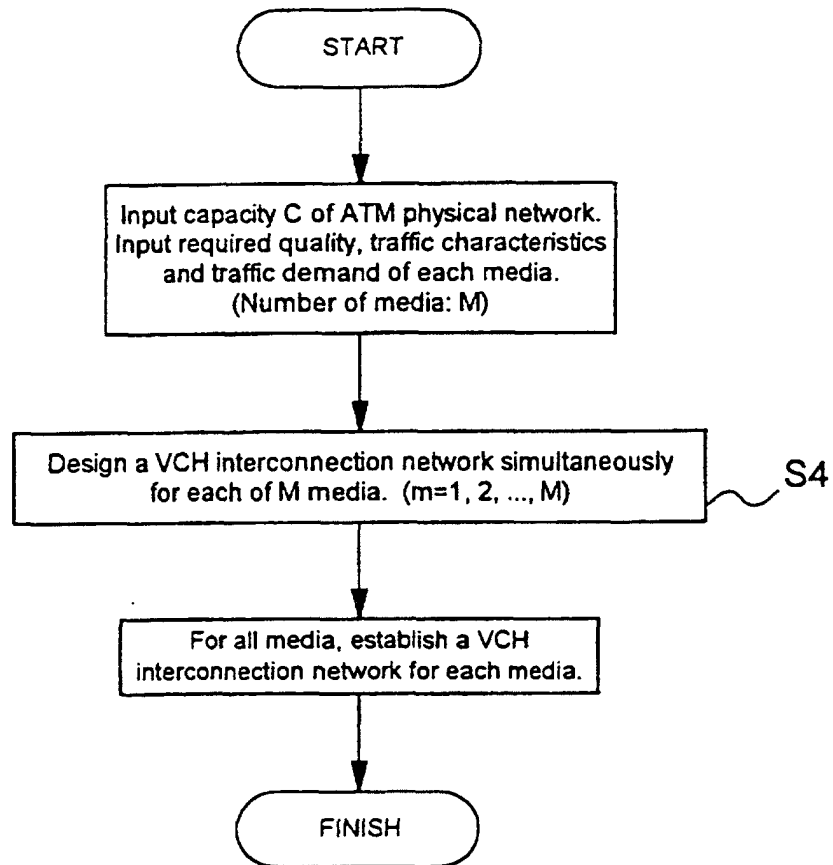 START
Input capacity C of ATM physical network.
Input required quality, traffic characteristics
and traffic demand of each media.
(Number of media: M)
Design a VCH interconnection network simultaneously
for each of M media. (m=1, 2, ..., M)
S4
For all media, establish a VCH
interconnection network for each media.
FINISH